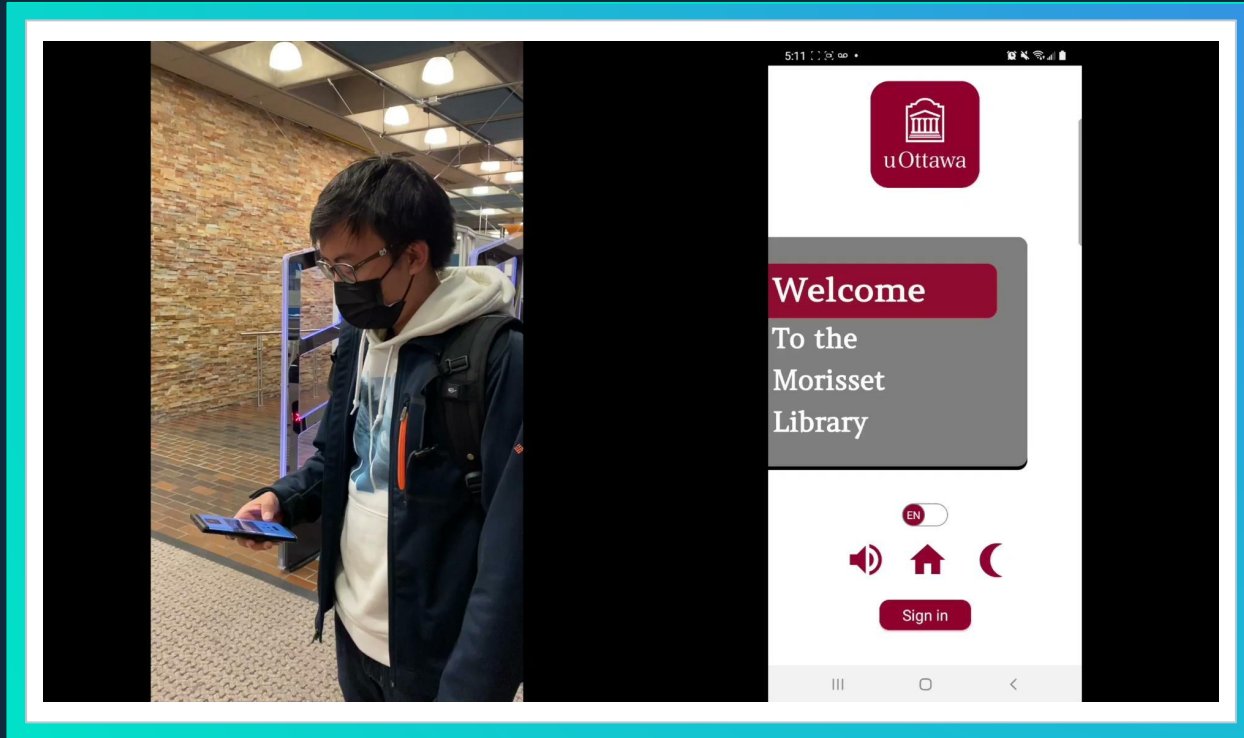 5:11
uOttawa
Welcome
To the
Morisset
Library
EN
Sign in